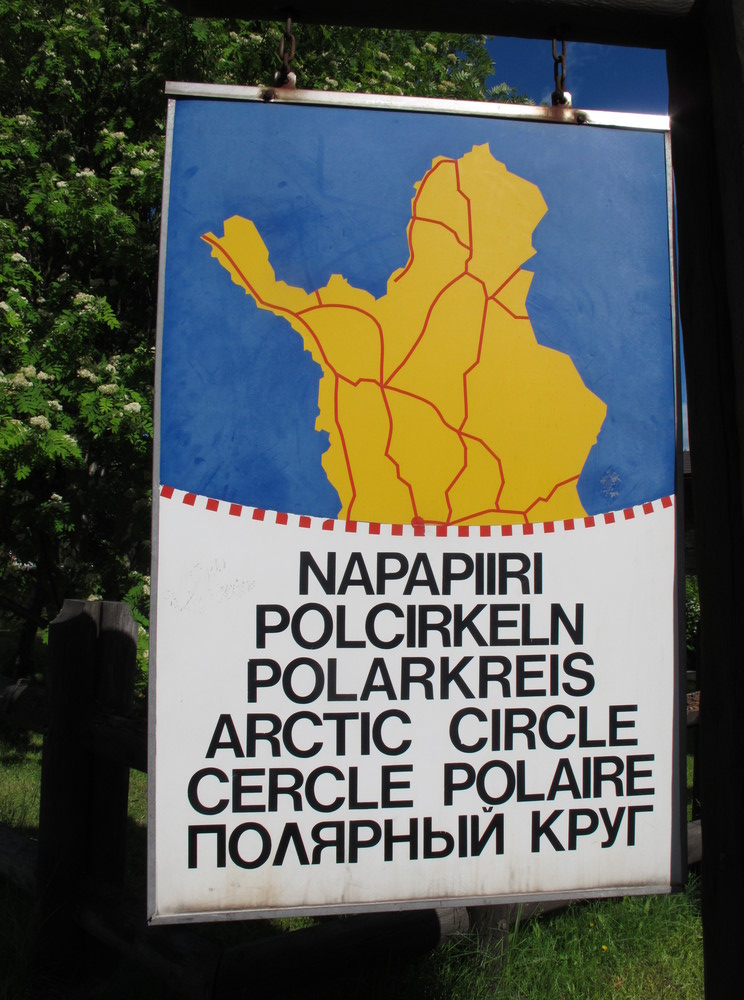 NAPAPIIRI
POLCIRKELN
POLARKREIS
ARCTIC CIRCLE
CERCLE POLAIRE
ПОЛЯРНЫЙ КРУГ